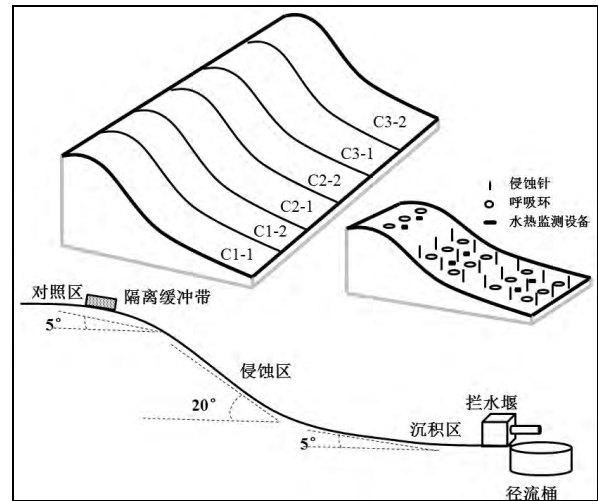 C3-2
C3-1
C2-2
C2-1
C1-2
C1-1
侵蚀针
呼吸环
水热监测设备
对照区
隔离缓冲带
5°
侵蚀区
20°
拦水堰
沉积区
5°
径流桶